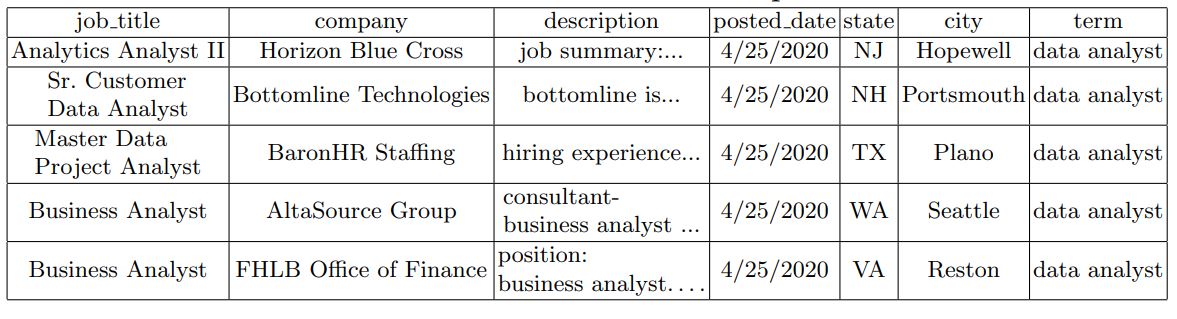 job_title company description posted_date state city term
Analytics Analyst II Horizon Blue Cross job summary:... 4/25/2020 NJ Hopewell data analyst
Sr. Customer
Data Analyst Bottomline Technologies bottomline is... 4/25/2020 NH Portsmouth data analyst
Master Data
Project Analyst BaronHR Staffing hiring experience... 4/25/2020 TX Plano data analyst
Business Analyst AltaSource Group consultant-
business analyst ... 4/25/2020 WA Seattle data analyst
Business Analyst FHLB Office of Finance position:
business analyst.... 4/25/2020 VA Reston data analyst